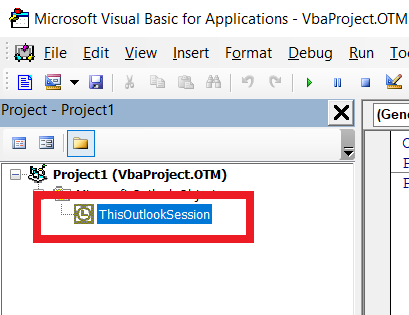 Microsoft Visual Basic for Applications - VbaProject.OTM
File Edit View Insert Format Debug Run
Project - Project1
(Gene
Project1 (VbaProject.OTM)
ThisOutlookSession